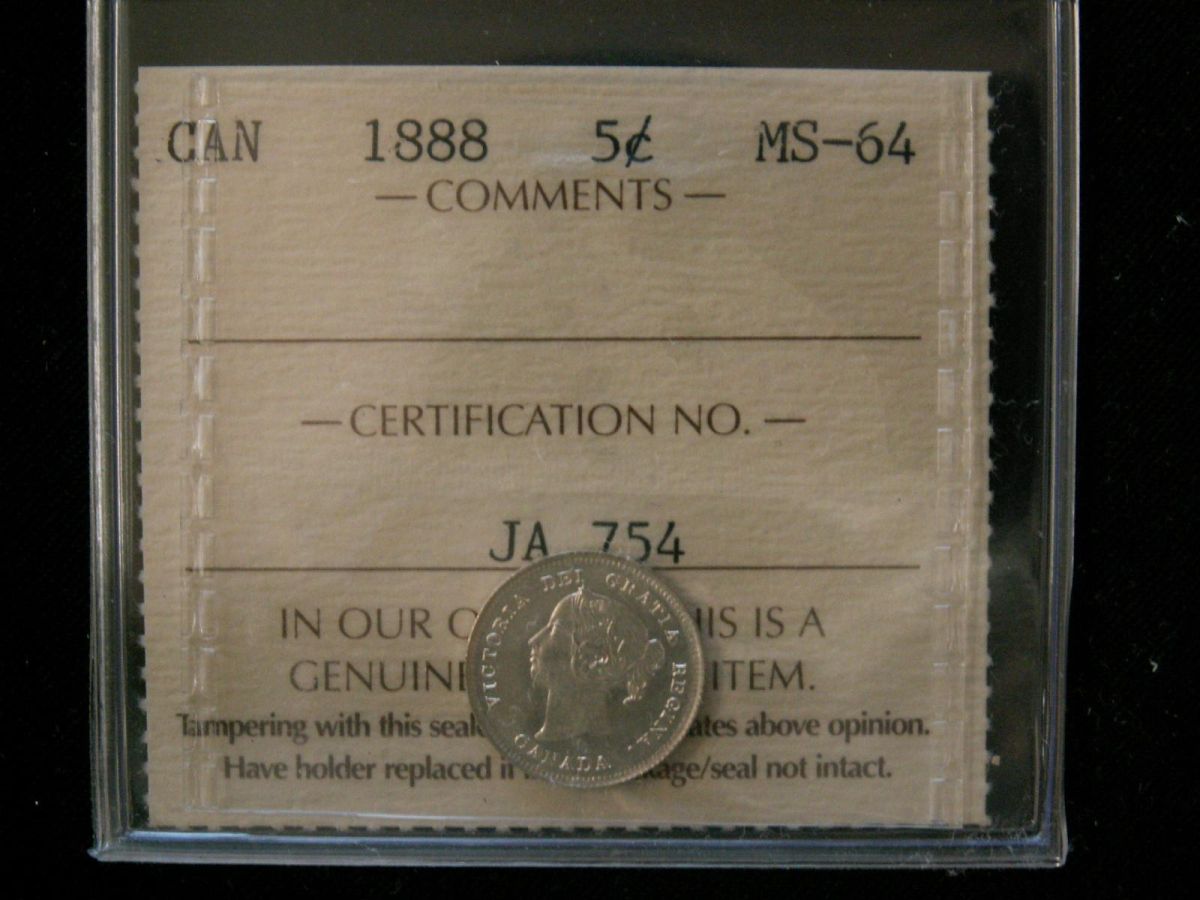 CAN 1888 5¢ MS-64
— COMMENTS —
— CERTIFICATION NO. —
JA 754
IN OUR O HIS IS A
GENUINE ITEM.
Tampering with this seal ates above opinion.
Have holder replaced if kage/seal not intact.
VICTORIA DEI GRATIA REGINA.
CANADA